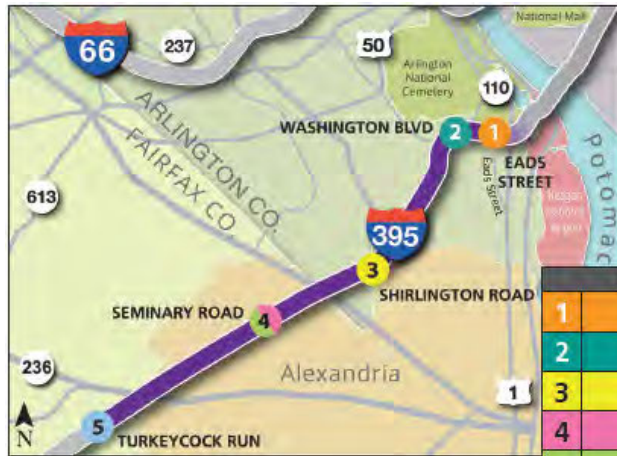 National Mall
66
237
50
Arlington
National
Cemetery
110
ARLINGTON CO.
FAIRFAX CO.
WASHINGTON BLVD
2
1
EADS
STREET
Eads Street
Potomac
613
395
3
SHIRLINGTON ROAD
SEMINARY ROAD
4
236
Alexandria
1
5
TURKEYCOCK RUN
N
1
2
3
4